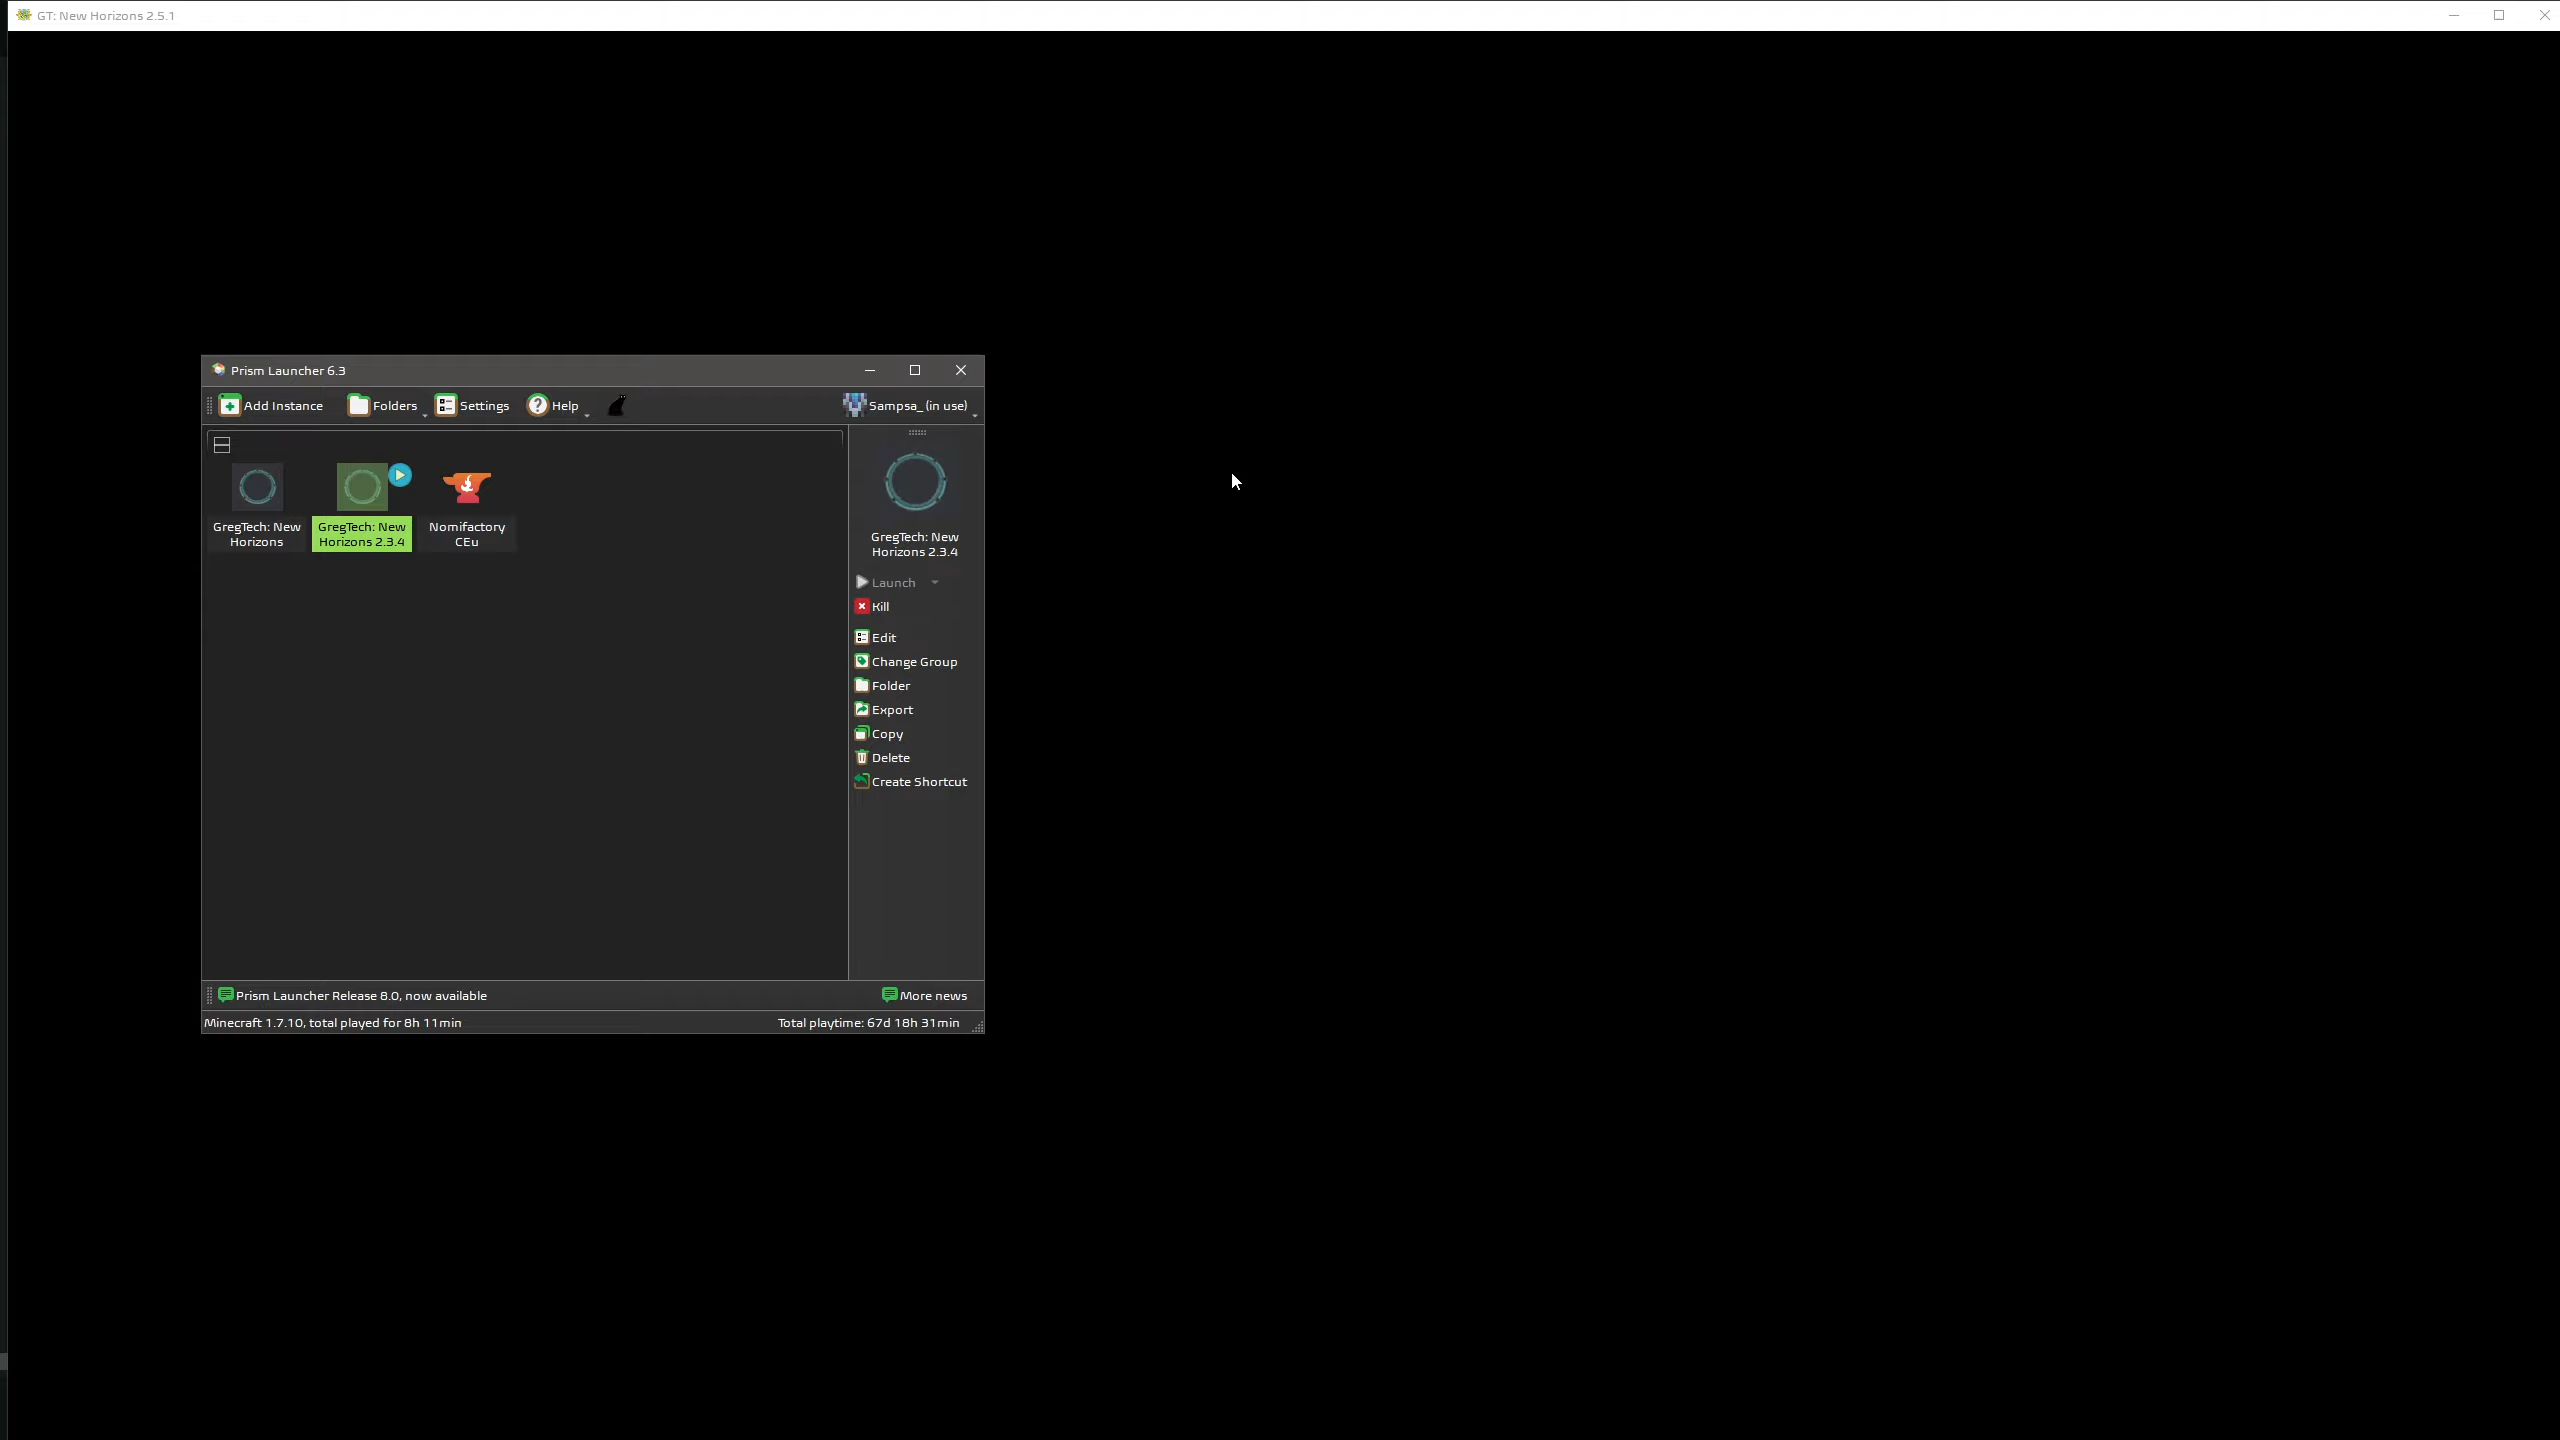 GT: New Horizons 2.5.1
Prism Launcher 6.3
Add Instance
Folders
Settings
Help
Sampsa_ (in use)
GregTech: New
Horizons
GregTech: New
Horizons 2.3.4
Nomifactory
CEu
GregTech: New
Horizons 2.3.4
Launch
Kill
Edit
Change Group
Folder
Export
Copy
Delete
Create Shortcut
Prism Launcher Release 8.0, now available
More news
Minecraft 1.7.10, total played for 8h 11min
Total playtime: 67d 18h 31min